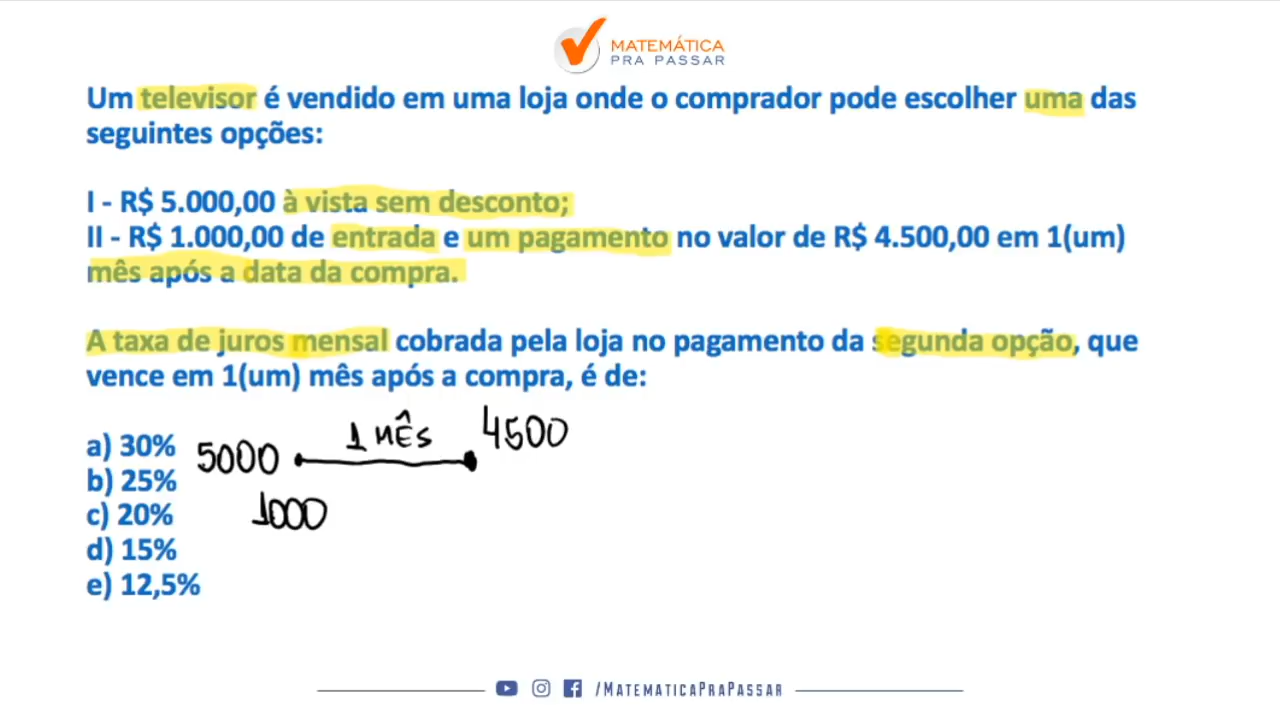 MATEMÁTICA
PRA PASSAR
Um televisor é vendido em uma loja onde o comprador pode escolher uma das
seguintes opções:
I - R$ 5.000,00 à vista sem desconto;
II - R$ 1.000,00 de entrada e um pagamento no valor de R$ 4.500,00 em 1(um)
mês após a data da compra.
A taxa de juros mensal cobrada pela loja no pagamento da segunda opção, que
vence em 1(um) mês após a compra, é de:
a) 30%
b) 25%
c) 20%
d) 15%
e) 12,5%
5000 1 MÊS 4500
1000
/MATEMATICAPRAPASSAR